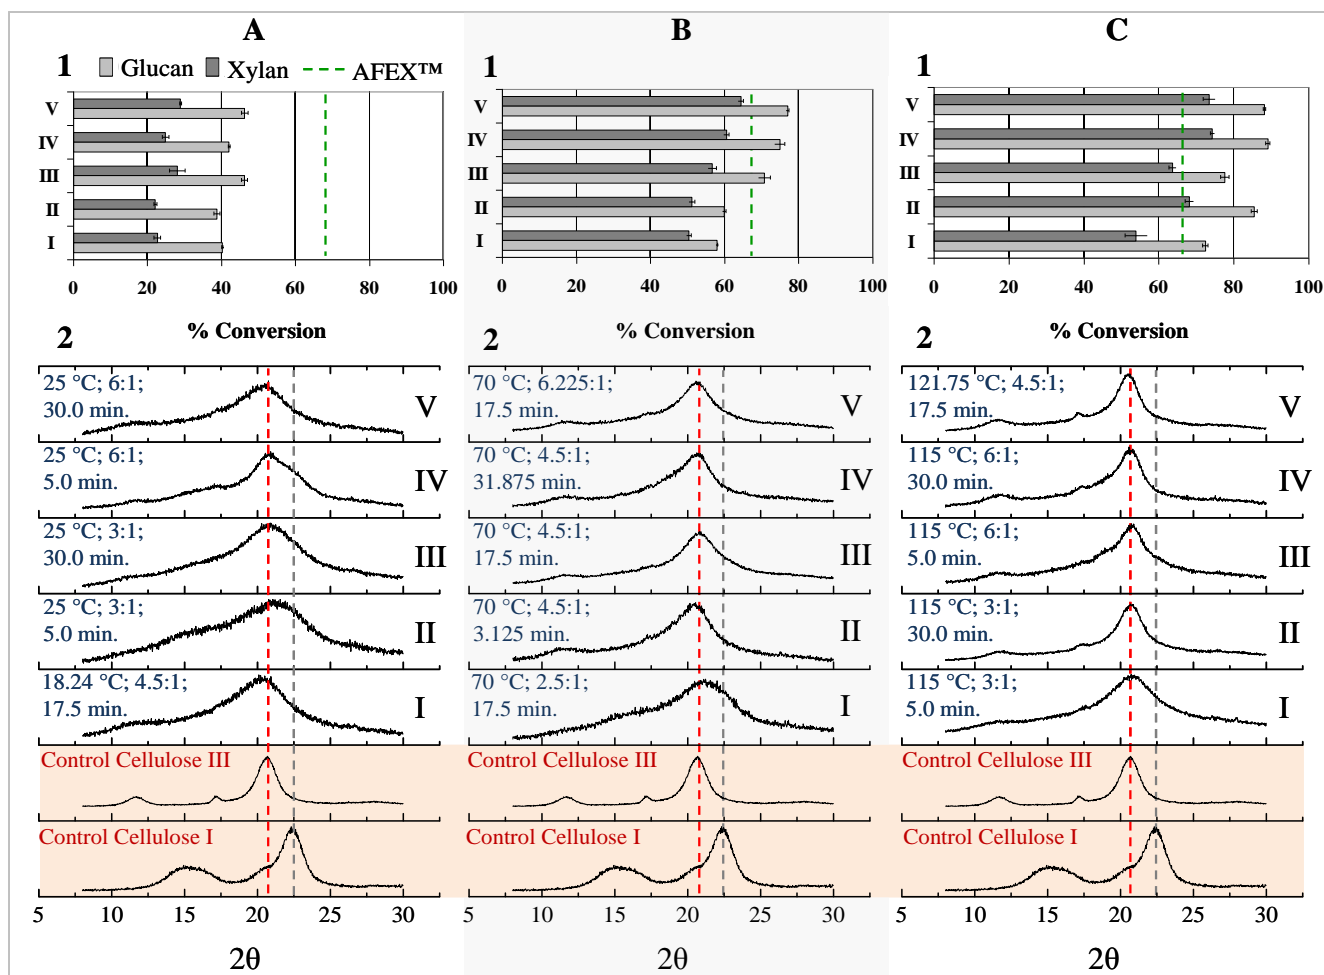 A
1
Glucan Xylan AFEX™
V
IV
III
II
I
0 20 40 60 80 100
% Conversion
2
25 °C; 6:1;
30.0 min.
V
25 °C; 6:1;
5.0 min.
IV
25 °C; 3:1;
30.0 min.
III
25 °C; 3:1;
5.0 min.
II
18.24 °C; 4.5:1;
17.5 min.
I
Control Cellulose III
Control Cellulose I
5 10 15 20 25 30
2θ
B
1
V
IV
III
II
I
0 20 40 60 80 100
% Conversion
2
70 °C; 6.225:1;
17.5 min.
V
70 °C; 4.5:1;
31.875 min.
IV
70 °C; 4.5:1;
17.5 min.
III
70 °C; 4.5:1;
3.125 min.
II
70 °C; 2.5:1;
17.5 min.
I
Control Cellulose III
Control Cellulose I
5 10 15 20 25 30
2θ
C
1
V
IV
III
II
I
0 20 40 60 80 100
% Conversion
2
121.75 °C; 4.5:1;
17.5 min.
V
115 °C; 6:1;
30.0 min.
IV
115 °C; 6:1;
5.0 min.
III
115 °C; 3:1;
30.0 min.
II
115 °C; 3:1;
5.0 min.
I
Control Cellulose III
Control Cellulose I
5 10 15 20 25 30
2θ